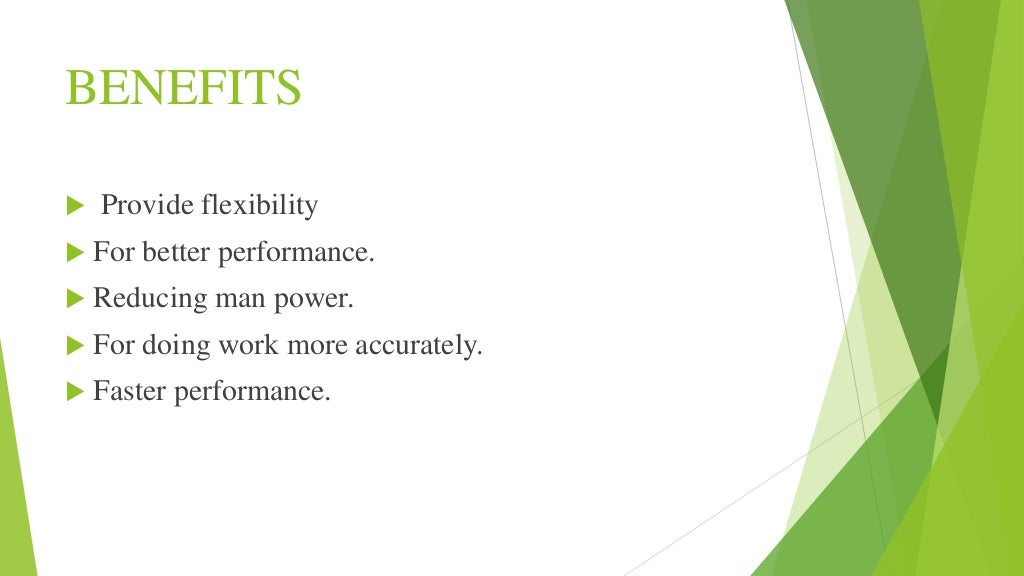 BENEFITS
Provide flexibility
For better performance.
Reducing man power.
For doing work more accurately.
Faster performance.